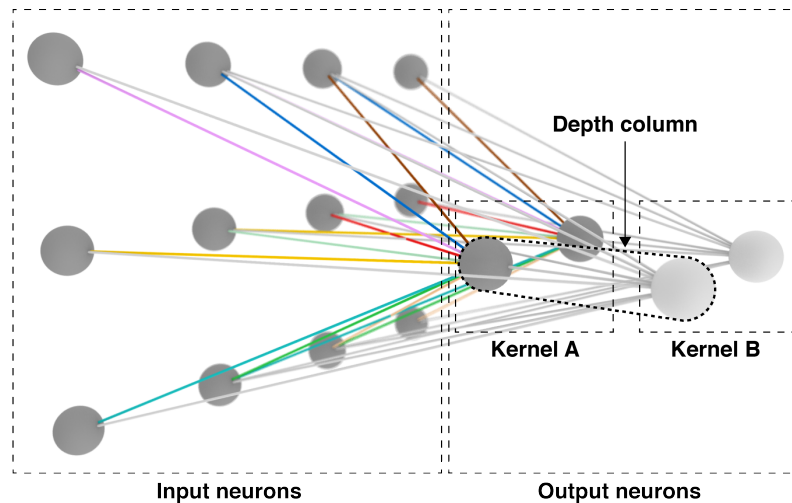 Depth column
Kernel A
Kernel B
Input neurons
Output neurons